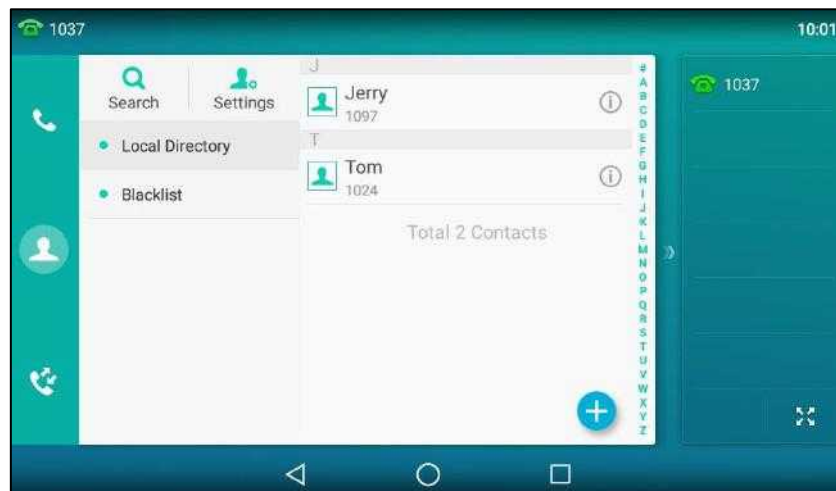 1037
10:01
Search
Settings
Local Directory
Blacklist
J
Jerry
1097
T
Tom
1024
Total 2 Contacts
#
A
B
C
D
E
F
G
H
I
J
K
L
M
N
O
P
Q
R
S
T
U
V
W
X
Y
Z
1037